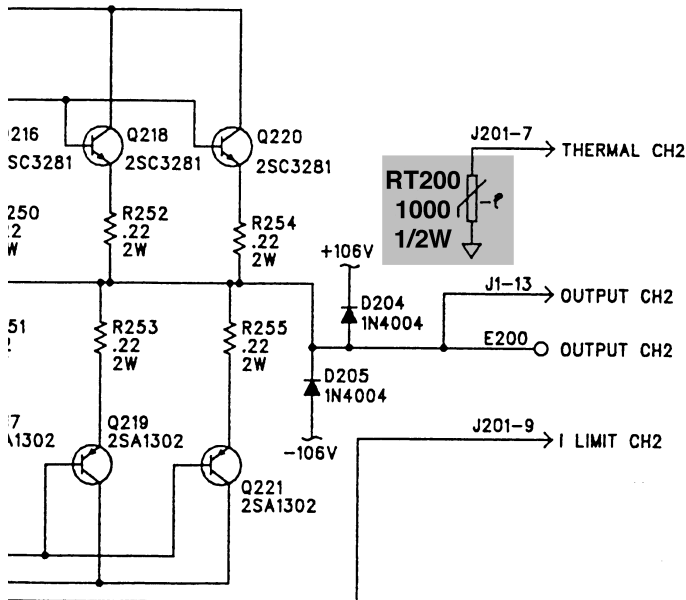 216
SC3281
Q218
2SC3281
Q220
2SC3281
J201-7
THERMAL CH2
RT200
1000
1/2W
-ρ
250
2
W
R252
.22
2W
R254
.22
2W
+106V
D204
1N4004
J1-13
OUTPUT CH2
E200
OUTPUT CH2
51
R253
.22
2W
R255
.22
2W
D205
1N4004
-106V
J201-9
I LIMIT CH2
7
A1302
Q219
2SA1302
Q221
2SA1302